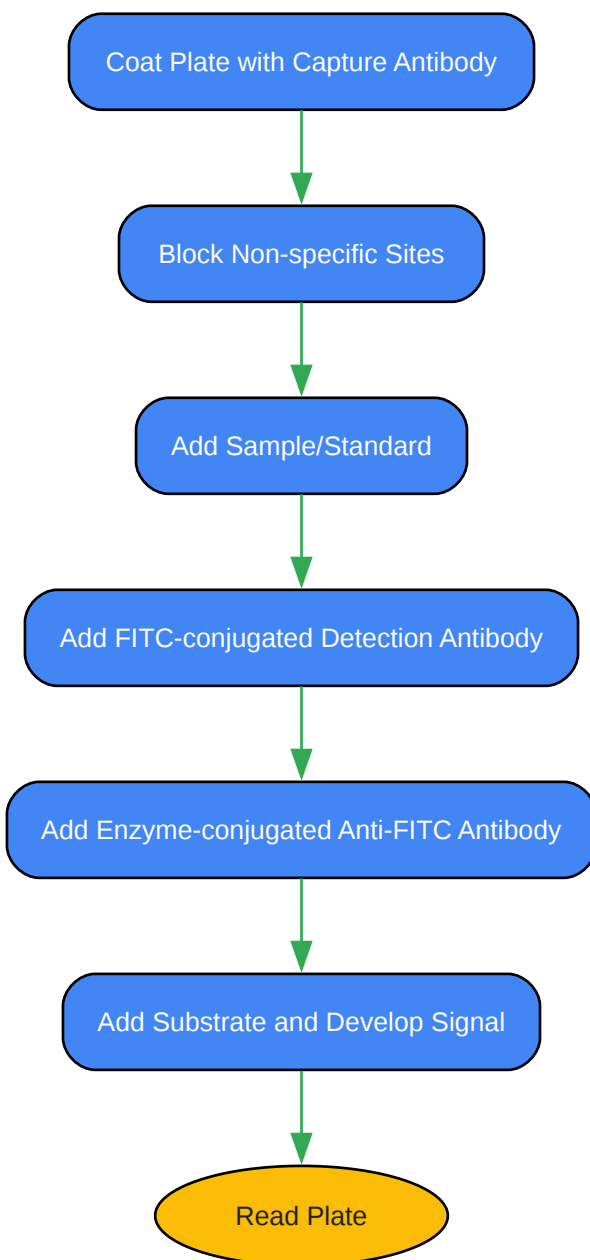 Coat Plate with Capture Antibody
Block Non-specific Sites
Add Sample/Standard
Add FITC-conjugated Detection Antibody
Add Enzyme-conjugated Anti-FITC Antibody
Add Substrate and Develop Signal
Read Plate